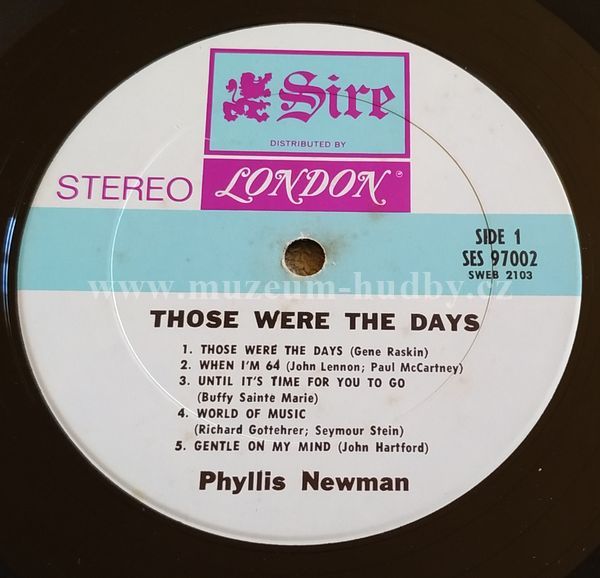 Sire
DISTRIBUTED BY
STEREO LONDON®
SIDE 1
SES 97002
SWEB 2103
www.muzeum-hudby.cz
THOSE WERE THE DAYS
1. THOSE WERE THE DAYS (Gene Raskin)
2. WHEN I'M 64 (John Lennon; Paul McCartney)
3. UNTIL IT'S TIME FOR YOU TO GO
(Buffy Sainte Marie)
4. WORLD OF MUSIC
(Richard Gottehrer; Seymour Stein)
5. GENTLE ON MY MIND (John Hartford)
Phyllis Newman